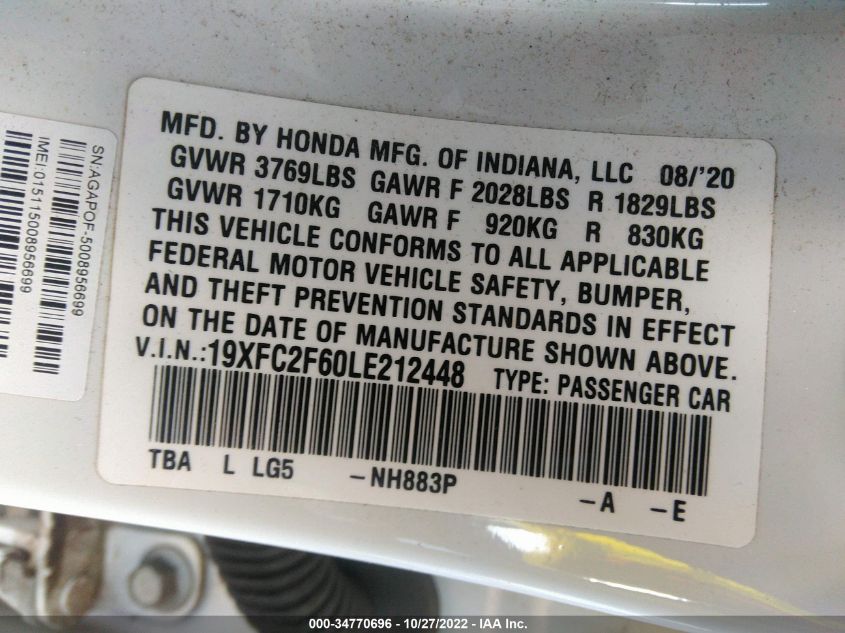 SN:AGAPOF-5008956699
IMEI:015115008956699
MFD. BY HONDA MFG. OF INDIANA, LLC 08/'20
GVWR 3769LBS GAWR F 2028LBS R 1829LBS
GVWR 1710KG GAWR F 920KG R 830KG
THIS VEHICLE CONFORMS TO ALL APPLICABLE
FEDERAL MOTOR VEHICLE SAFETY, BUMPER,
AND THEFT PREVENTION STANDARDS IN EFFECT
ON THE DATE OF MANUFACTURE SHOWN ABOVE.
V.I.N.:19XFC2F60LE212448 TYPE: PASSENGER CAR
TBA L LG5 -NH883P -A -E
000-34770696 - 10/27/2022 - IAA Inc.